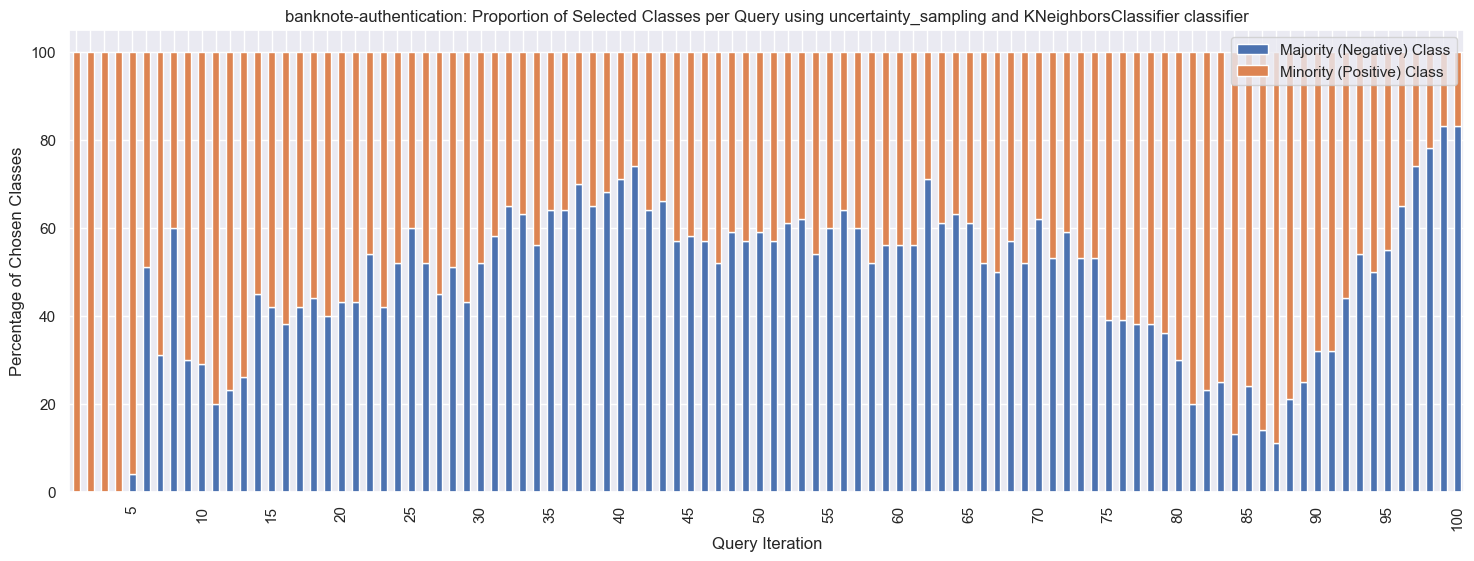 banknote-authentication: Proportion of Selected Classes per Query using uncertainty_sampling and KNeighborsClassifier classifier
Majority (Negative) Class
Minority (Positive) Class
Percentage of Chosen Classes
100
80
60
40
20
0
5 10 15 20 25 30 35 40 45 50 55 60 65 70 75 80 85 90 95 100
Query Iteration